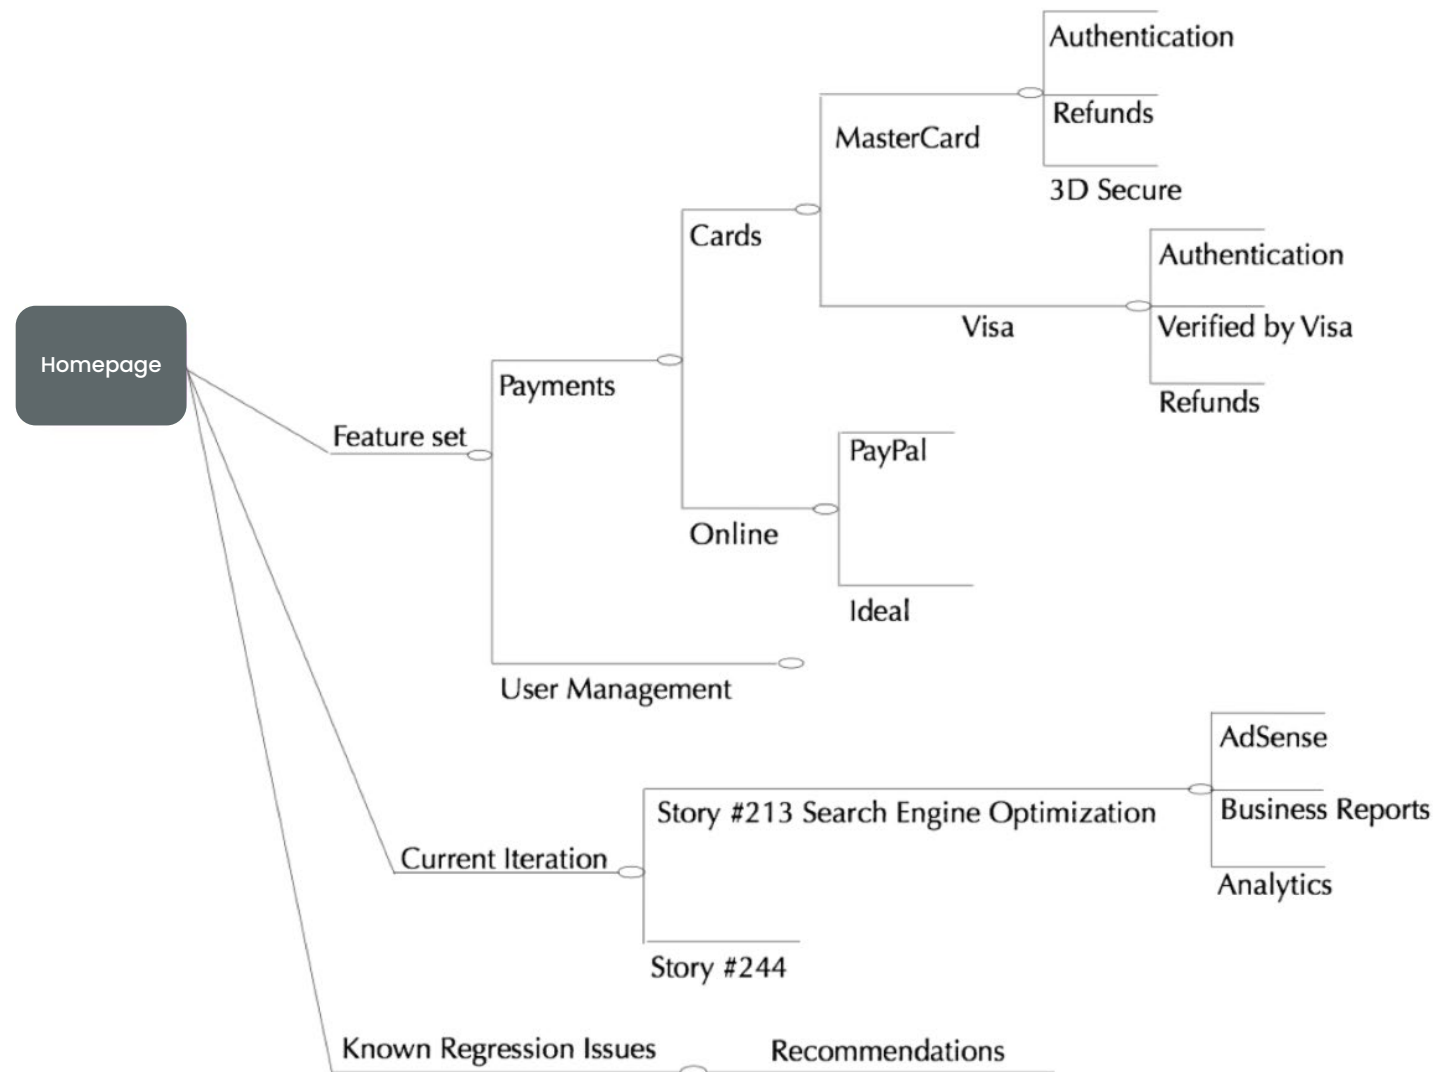 Homepage
Feature set
Payments
Cards
MasterCard
Authentication
Refunds
3D Secure
Visa
Authentication
Verified by Visa
Refunds
Online
PayPal
Ideal
User Management
Current Iteration
Story #213 Search Engine Optimization
AdSense
Business Reports
Analytics
Story #244
Known Regression Issues
Recommendations